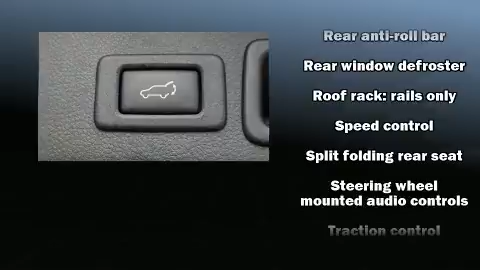 Rear anti-roll bar
Rear window defroster
Roof rack: rails only
Speed control
Split folding rear seat
Steering wheel
mounted audio controls
Traction control